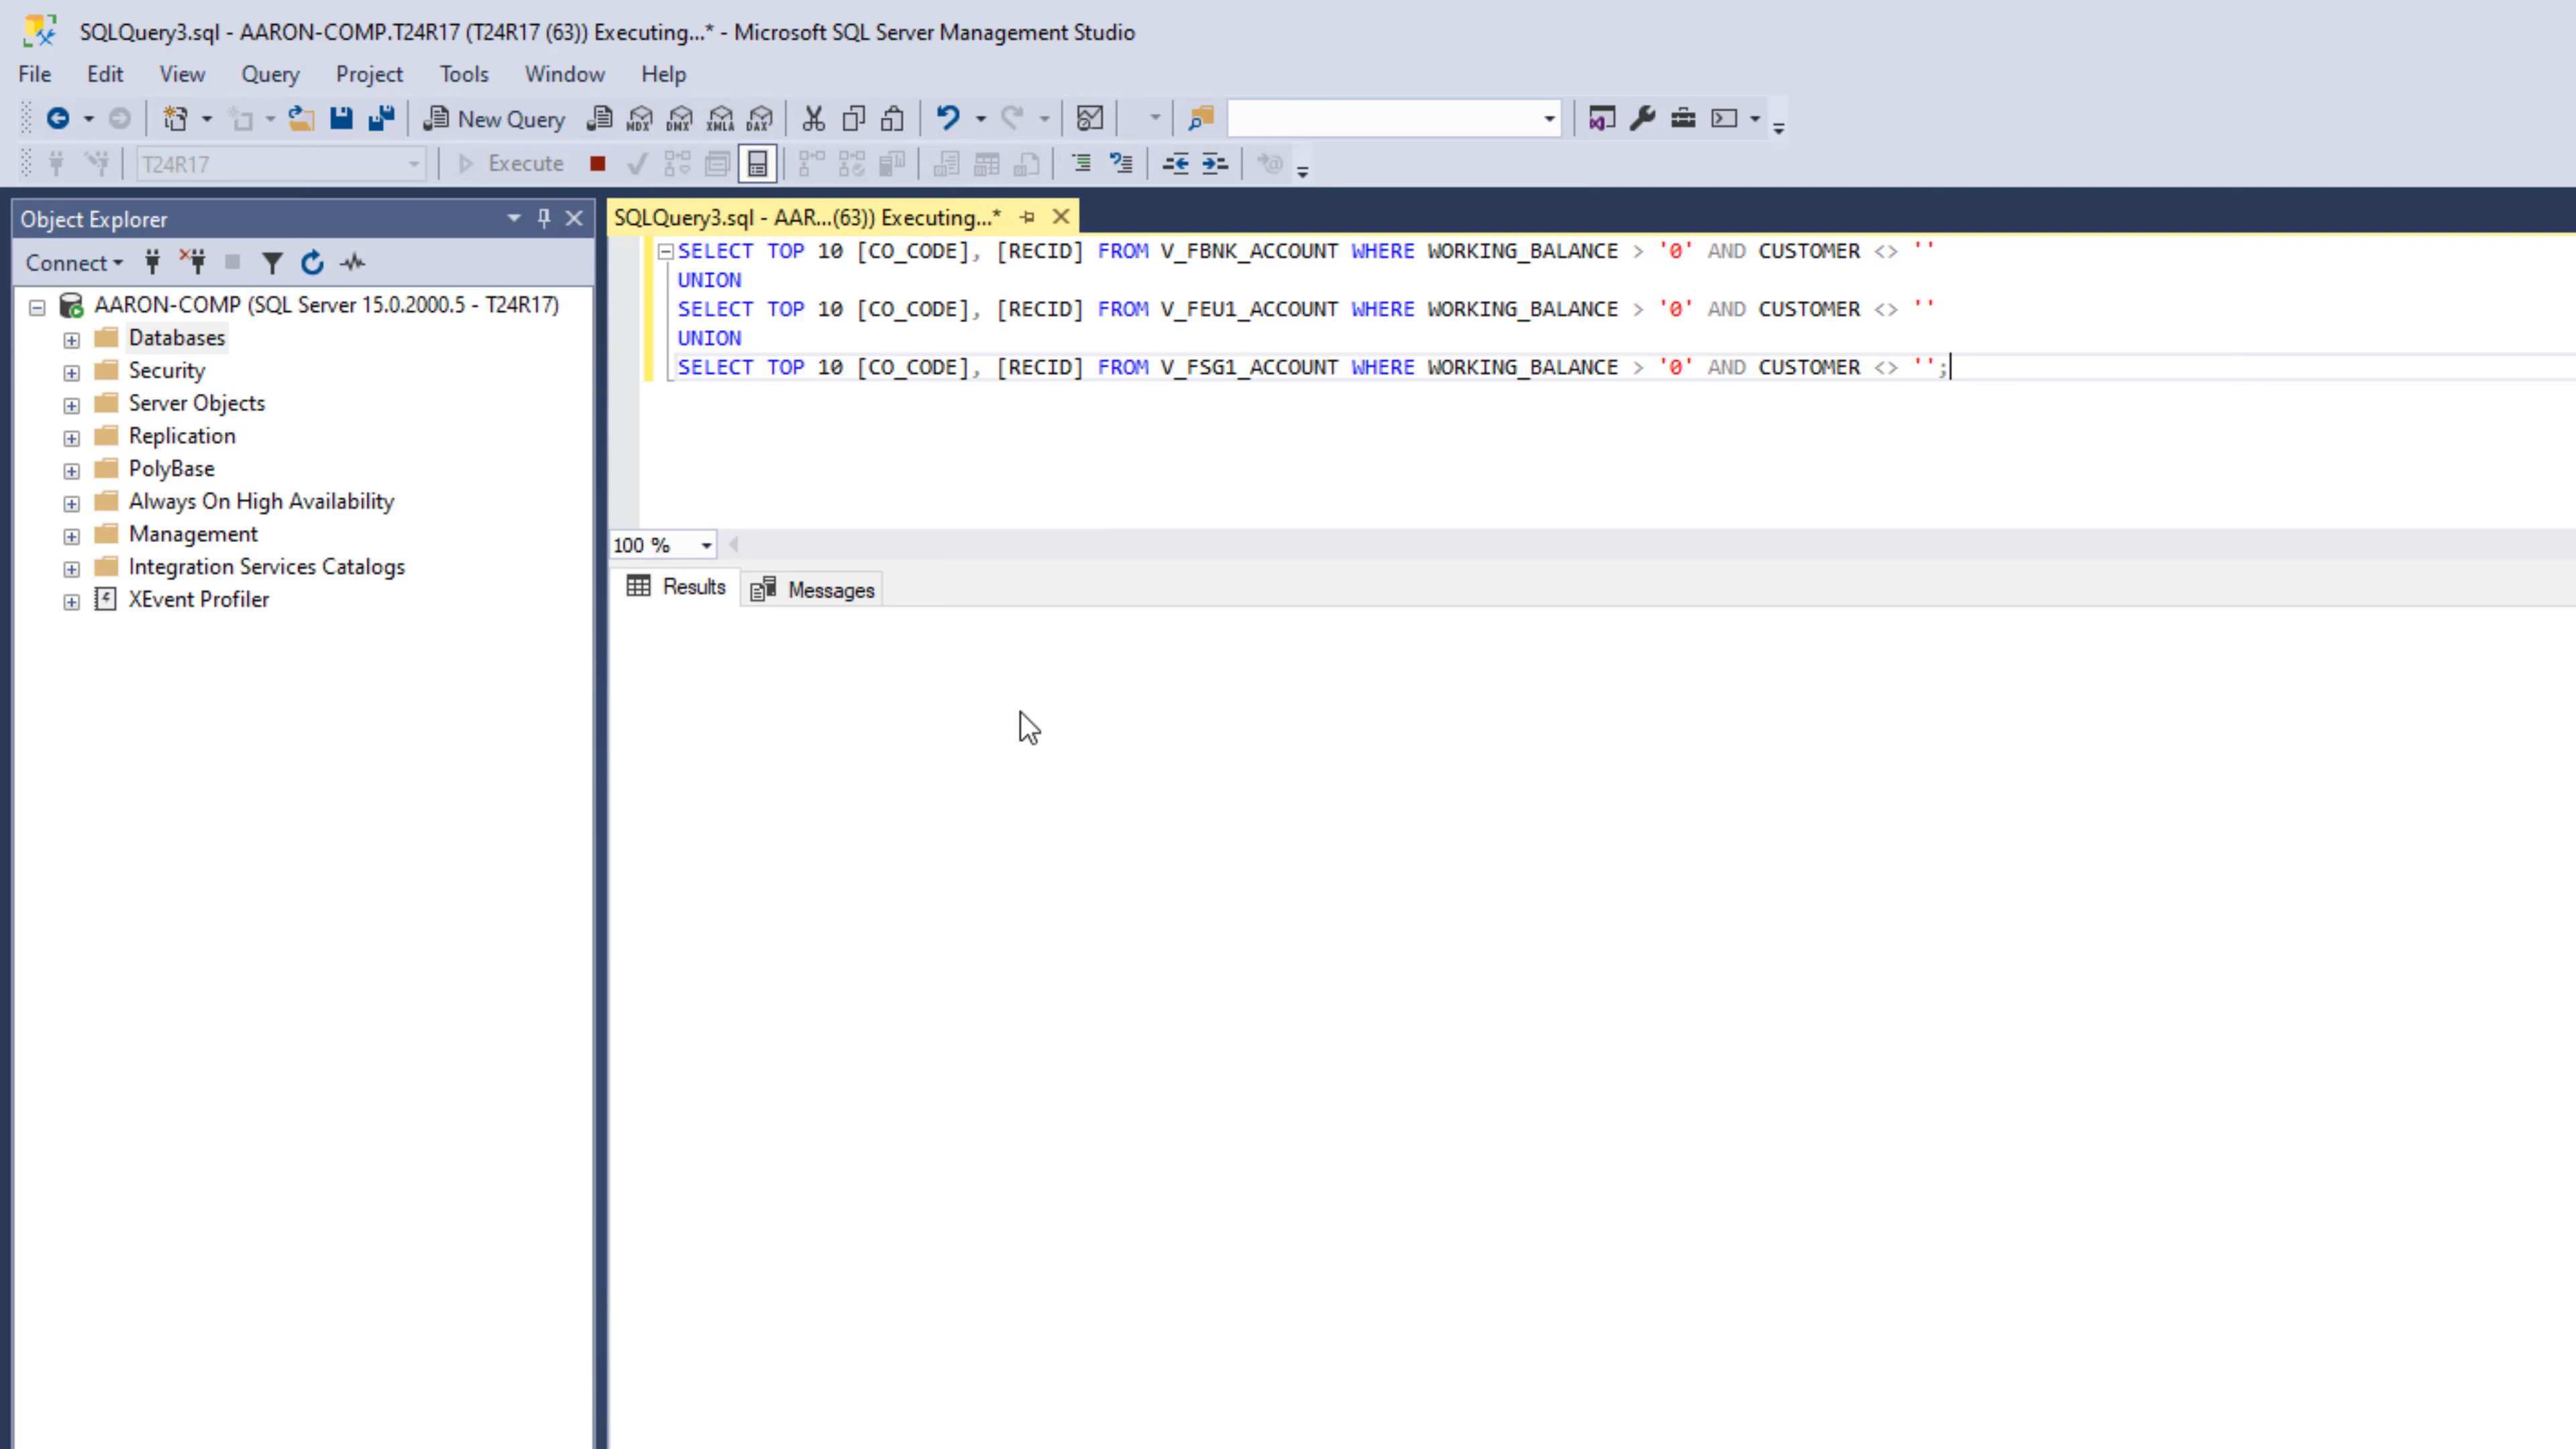 SQLQuery3.sql - AARON-COMP.T24R17 (T24R17 (63)) Executing...* - Microsoft SQL Server Management Studio
File Edit View Query Project Tools Window Help
New Query MDX DMX XMLA DAX
T24R17 Execute
Object Explorer
Connect
AARON-COMP (SQL Server 15.0.2000.5 - T24R17)
Databases
Security
Server Objects
Replication
PolyBase
Always On High Availability
Management
Integration Services Catalogs
XEvent Profiler
SQLQuery3.sql - AAR...(63)) Executing...*
SELECT TOP 10 [CO_CODE], [RECID] FROM V_FBNK_ACCOUNT WHERE WORKING_BALANCE > '0' AND CUSTOMER <> ''
UNION
SELECT TOP 10 [CO_CODE], [RECID] FROM V_FEU1_ACCOUNT WHERE WORKING_BALANCE > '0' AND CUSTOMER <> ''
UNION
SELECT TOP 10 [CO_CODE], [RECID] FROM V_FSG1_ACCOUNT WHERE WORKING_BALANCE > '0' AND CUSTOMER <> '';
100 %
Results Messages